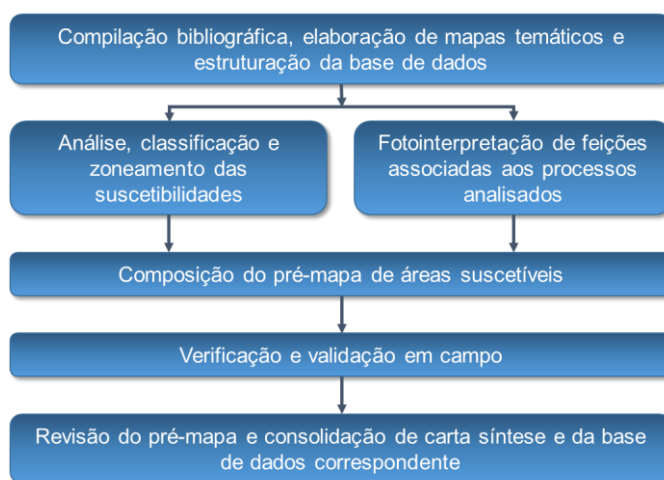 Compilação bibliográfica, elaboração de mapas temáticos e
estruturação da base de dados
Análise, classificação e
zoneamento das
suscetibilidades
Fotointerpretação de feições
associadas aos processos
analisados
Composição do pré-mapa de áreas suscetíveis
Verificação e validação em campo
Revisão do pré-mapa e consolidação de carta síntese e da base
de dados correspondente